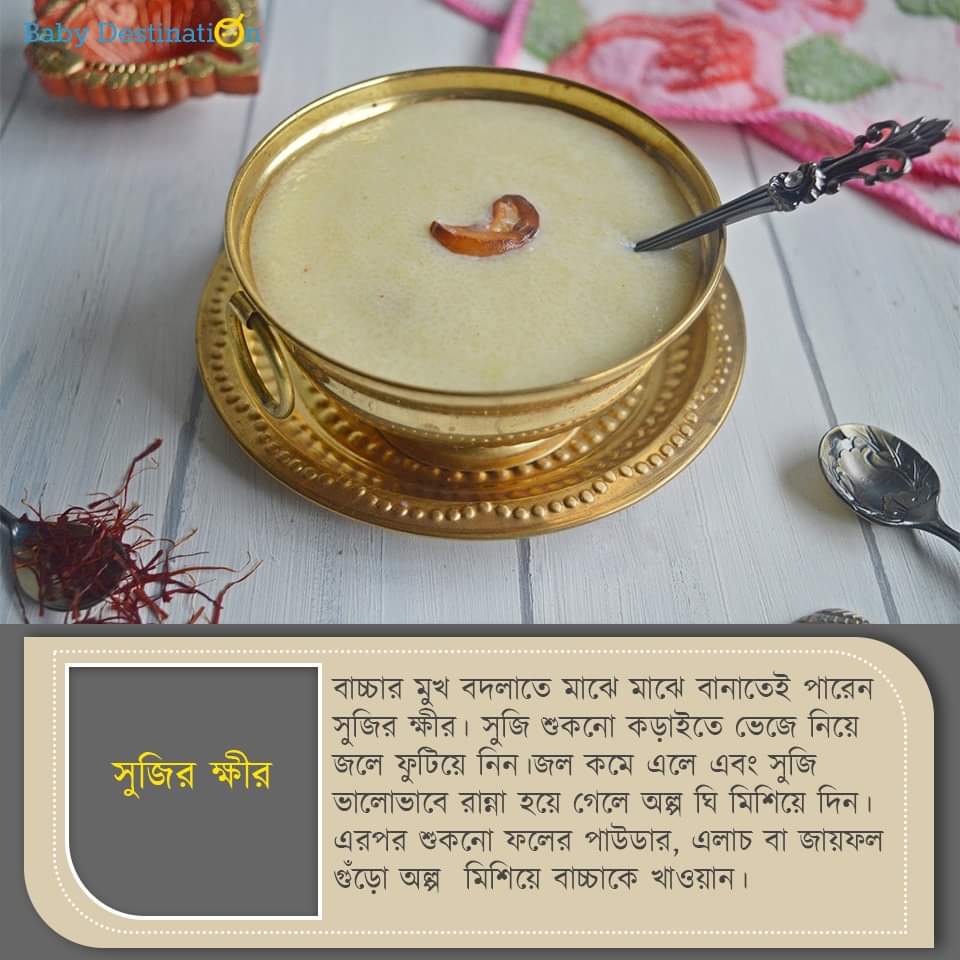 Baby Destination
সুজির ক্ষীর
বাচ্চার মুখ বদলাতে মাঝে মাঝে বানাতেই পারেন
সুজির ক্ষীর। সুজি শুকনো কড়াইতে ভেজে নিয়ে
জলে ফুটিয়ে নিন।জল কমে এলে এবং সুজি
ভালোভাবে রান্না হয়ে গেলে অল্প ঘি মিশিয়ে দিন।
এরপর শুকনো ফলের পাউডার, এলাচ বা জায়ফল
গুঁড়ো অল্প  মিশিয়ে বাচ্চাকে খাওয়ান।